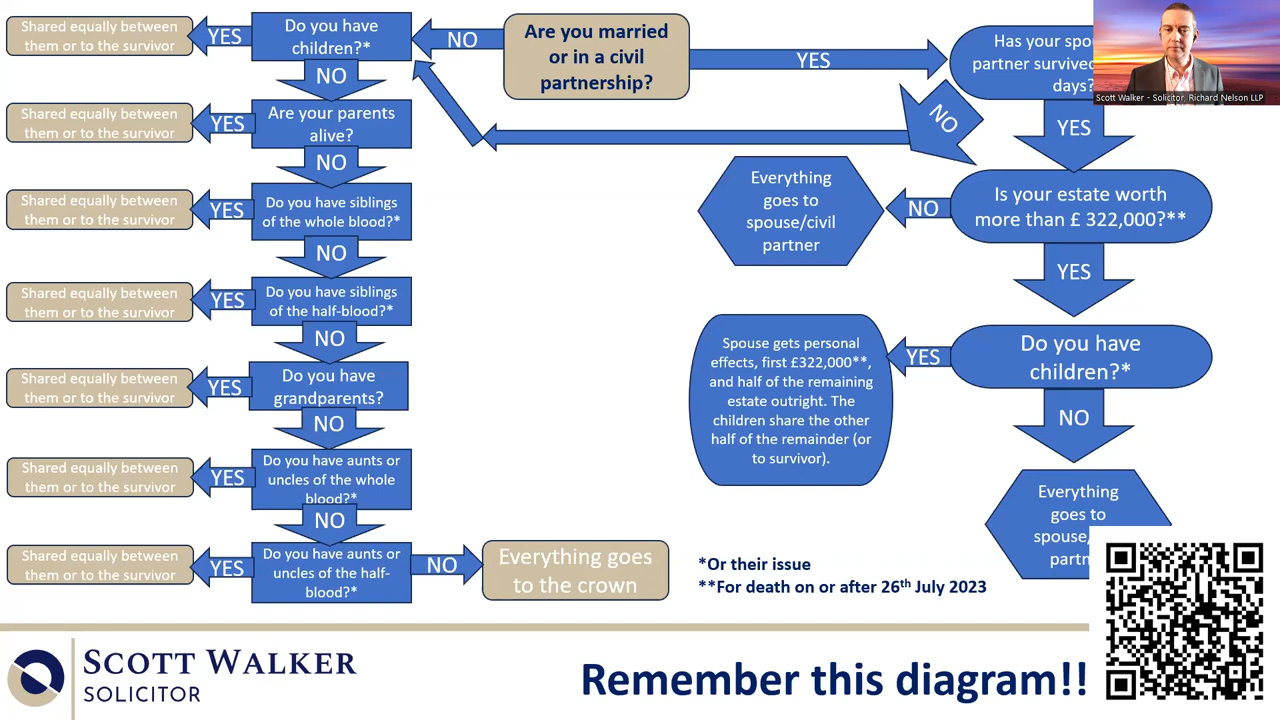 Shared equally between
them or to the survivor
YES
Do you have
children?*
NO
Are you married
or in a civil
partnership?
YES
Has your spo
partner survived
days?
Scott Walker - Solicitor, Richard Nelson LLP
NO
NO
YES
Shared equally between
them or to the survivor
YES
Are your parents
alive?
NO
Everything
goes to
spouse/civil
partner
NO
Is your estate worth
more than £ 322,000?**
YES
Shared equally between
them or to the survivor
YES
Do you have siblings
of the whole blood?*
NO
Shared equally between
them or to the survivor
YES
Do you have siblings
of the half-blood?*
NO
Spouse gets personal
effects, first £322,000**,
and half of the remaining
estate outright. The
children share the other
half of the remainder (or
to survivor).
YES
Do you have
children?*
NO
Shared equally between
them or to the survivor
YES
Do you have
grandparents?
NO
Shared equally between
them or to the survivor
YES
Do you have aunts or
uncles of the whole
blood?*
NO
Everything
goes to
spouse/
partn
Shared equally between
them or to the survivor
YES
Do you have aunts or
uncles of the half-
blood?*
NO
Everything goes
to the crown
*Or their issue
**For death on or after 26th July 2023
SCOTT WALKER
SOLICITOR
Remember this diagram!!